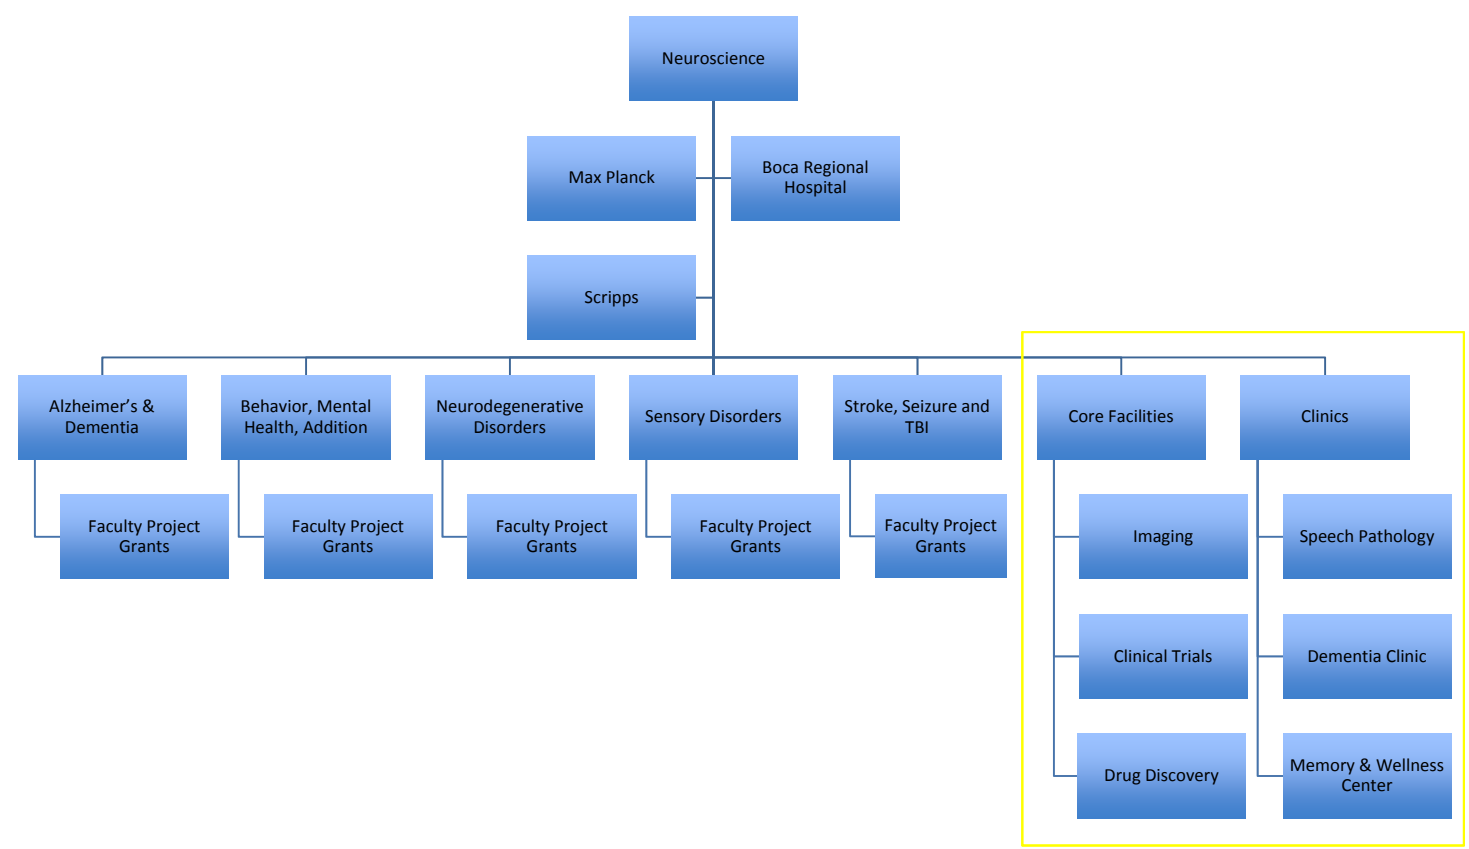 Neuroscience
Max Planck
Boca Regional
Hospital
Scripps
Alzheimer’s &
Dementia
Behavior, Mental
Health, Addition
Neurodegenerative
Disorders
Sensory Disorders
Stroke, Seizure and
TBI
Core Facilities
Clinics
Faculty Project
Grants
Faculty Project
Grants
Faculty Project
Grants
Faculty Project
Grants
Faculty Project
Grants
Imaging
Speech Pathology
Clinical Trials
Dementia Clinic
Drug Discovery
Memory & Wellness
Center